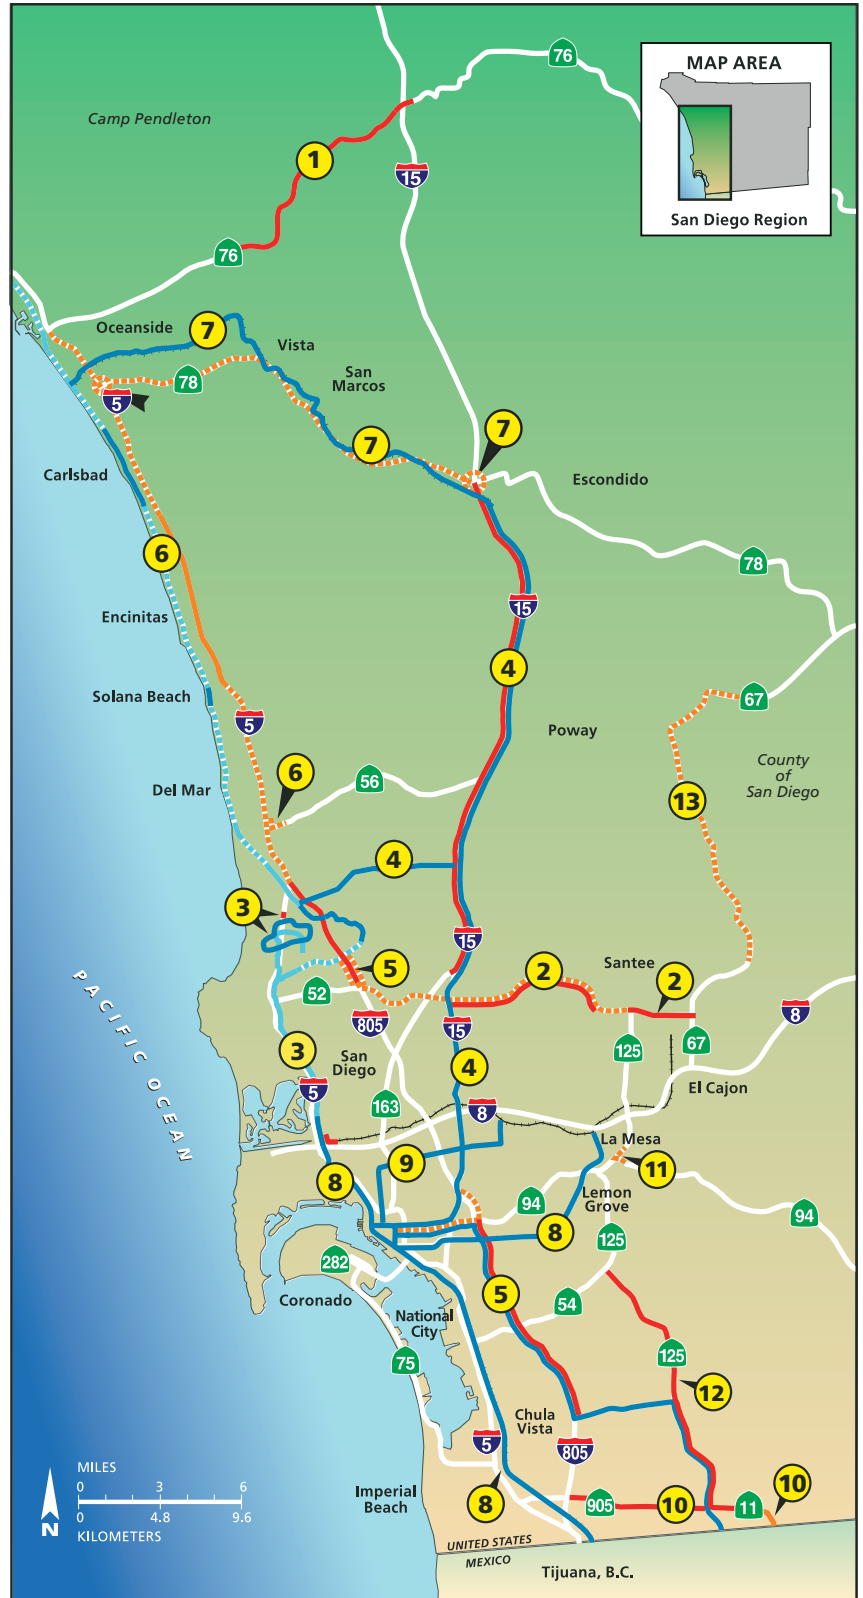 76
MAP AREA
San Diego Region
Camp Pendleton
1
15
76
Oceanside
7
Vista
San
Marcos
78
5
7
7
Carlsbad
Escondido
6
78
15
Encinitas
4
Solana Beach
67
5
Poway
6
56
County
of
San Diego
Del Mar
13
4
3
15
5
2
Santee
2
52
PACIFIC OCEAN
805
15
8
3
San
Diego
125
67
4
5
163
8
El Cajon
La Mesa
9
11
8
Lemon
Grove
94
94
8
125
282
Coronado
5
54
National
City
75
125
12
Chula
Vista
5
805
MILES
0 3 6
0 4.8 9.6
KILOMETERS
N
Imperial
Beach
8
905
10
11
10
UNITED STATES
MEXICO
Tijuana, B.C.